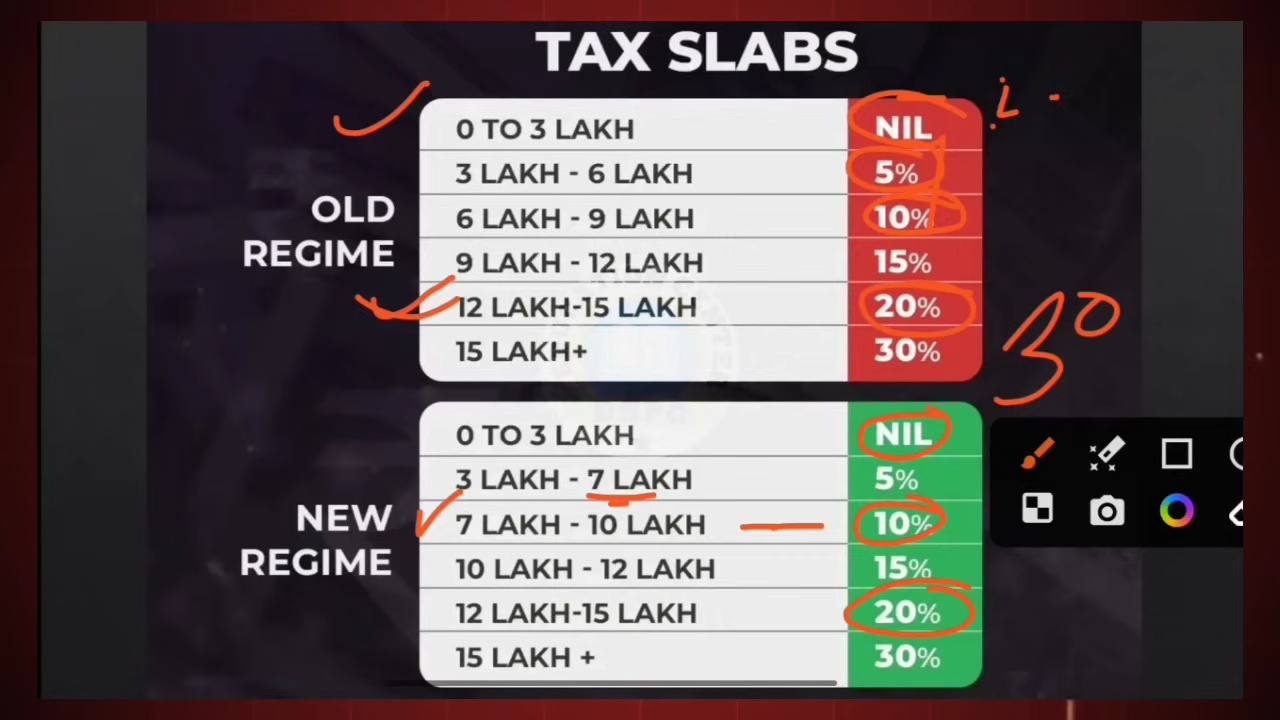 TAX SLABS
OLD REGIME
0 TO 3 LAKH NIL
3 LAKH - 6 LAKH 5%
6 LAKH - 9 LAKH 10%
9 LAKH - 12 LAKH 15%
12 LAKH-15 LAKH 20%
15 LAKH+ 30%
30
NEW REGIME
0 TO 3 LAKH NIL
3 LAKH - 7 LAKH 5%
7 LAKH - 10 LAKH 10%
10 LAKH - 12 LAKH 15%
12 LAKH-15 LAKH 20%
15 LAKH + 30%